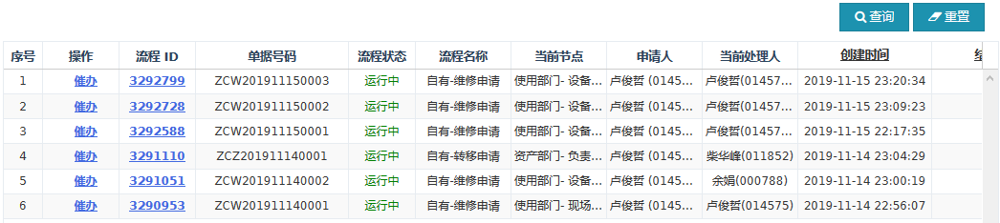 查询 重置
序号 操作 流程 ID 单据号码 流程状态 流程名称 当前节点 申请人 当前处理人 创建时间
1 催办 3292799 ZCW201911150003 运行中 自有-维修申请 使用部门- 设备... 卢俊哲 (0145... 卢俊哲(01457... 2019-11-15 23:20:34
2 催办 3292728 ZCW201911150002 运行中 自有-维修申请 使用部门- 设备... 卢俊哲 (0145... 卢俊哲(01457... 2019-11-15 23:09:23
3 催办 3292588 ZCW201911150001 运行中 自有-维修申请 使用部门- 设备... 卢俊哲 (0145... 卢俊哲(01457... 2019-11-15 22:17:35
4 催办 3291110 ZCZ201911140001 运行中 自有-转移申请 资产部门- 负责... 卢俊哲 (0145... 柴华峰(011852) 2019-11-14 23:04:29
5 催办 3291051 ZCW201911140002 运行中 自有-维修申请 使用部门- 设备... 卢俊哲 (0145... 余娟(000788) 2019-11-14 23:00:19
6 催办 3290953 ZCW201911140001 运行中 自有-维修申请 使用部门- 现场... 卢俊哲 (0145... 卢俊哲(014575) 2019-11-14 22:56:07